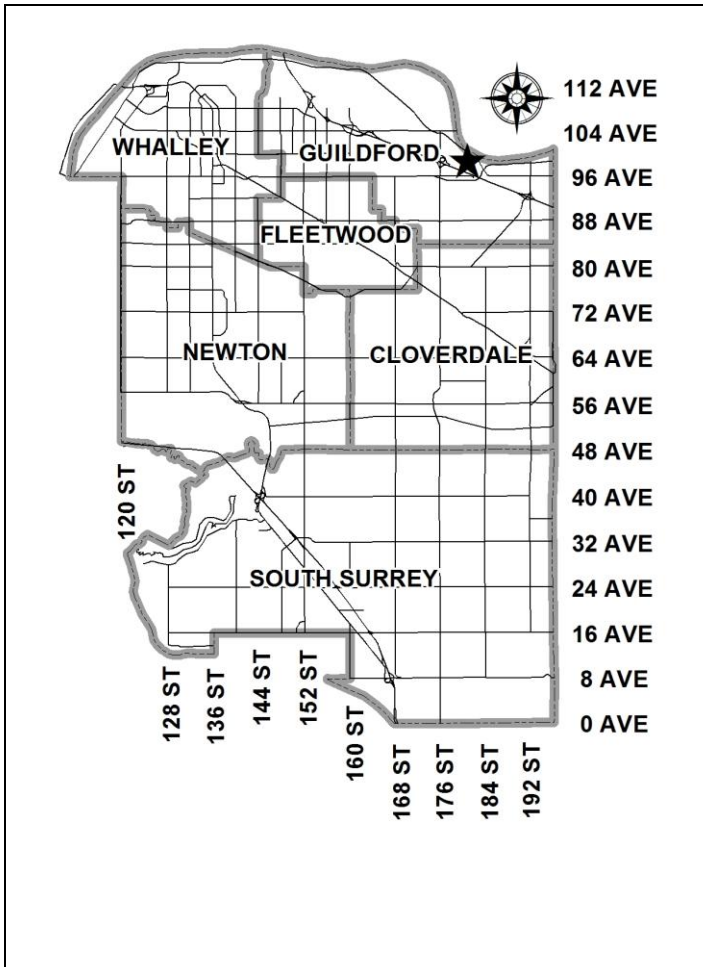 112 AVE
104 AVE
WHALLEY
GUILDFORD
96 AVE
88 AVE
FLEETWOOD
80 AVE
72 AVE
NEWTON
CLOVERDALE
64 AVE
56 AVE
48 AVE
120 ST
40 AVE
32 AVE
SOUTH SURREY
24 AVE
16 AVE
8 AVE
128 ST
136 ST
144 ST
152 ST
160 ST
0 AVE
168 ST
176 ST
184 ST
192 ST